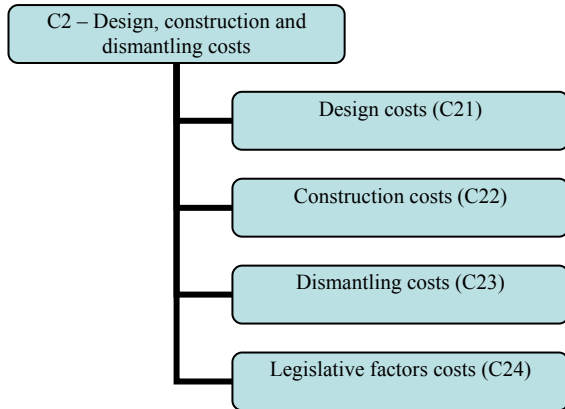 C2 – Design, construction and
dismantling costs
Design costs (C21)
Construction costs (C22)
Dismantling costs (C23)
Legislative factors costs (C24)